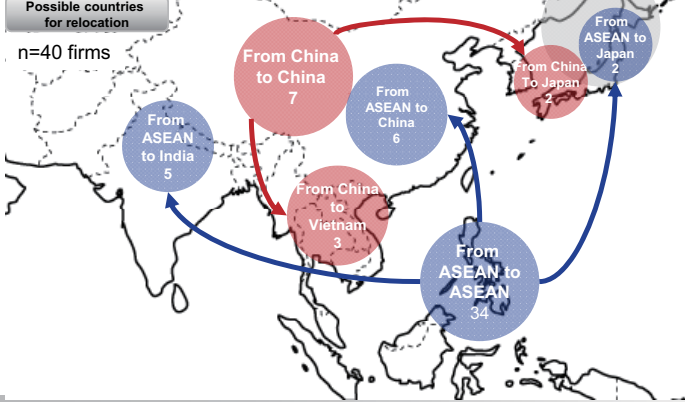 Possible countries
for relocation
n=40 firms
From China
to China
7
From
ASEAN to
China
6
From
ASEAN to
Japan
2
From China
To Japan
2
From
ASEAN
to India
5
From China
to
Vietnam
3
From
ASEAN to
ASEAN
34